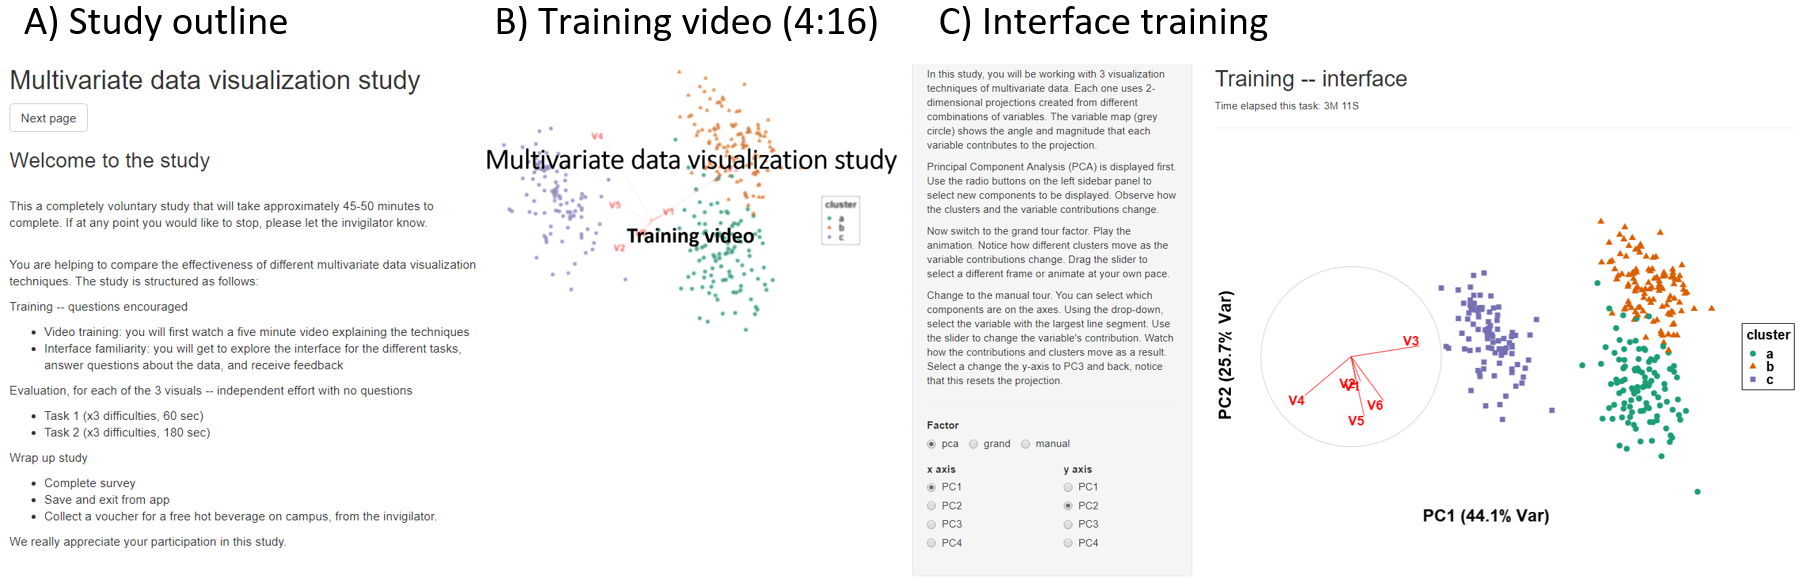 A) Study outline
Multivariate data visualization study
Next page
Welcome to the study
This a completely voluntary study that will take approximately 45-50 minutes to
complete. If at any point you would like to stop, please let the invigilator know.
You are helping to compare the effectiveness of different multivariate data visualization
techniques. The study is structured as follows:
Training -- questions encouraged
• Video training: you will first watch a five minute video explaining the techniques
• Interface familiarity: you will get to explore the interface for the different tasks,
answer questions about the data, and receive feedback
Evaluation, for each of the 3 visuals -- independent effort with no questions
• Task 1 (x3 difficulties, 60 sec)
• Task 2 (x3 difficulties, 180 sec)
Wrap up study
• Complete survey
• Save and exit from app
• Collect a voucher for a free hot beverage on campus, from the invigilator.
We really appreciate your participation in this study.
B) Training video (4:16)
V4
Multivariate data visualization study
V5
V1
Training video
V2
cluster
a
b
c
C) Interface training
In this study, you will be working with 3 visualization
techniques of multivariate data. Each one uses 2-
dimensional projections created from different
combinations of variables. The variable map (grey
circle) shows the angle and magnitude that each
variable contributes to the projection.
Principal Component Analysis (PCA) is displayed first.
Use the radio buttons on the left sidebar panel to
select new components to be displayed. Observe how
the clusters and the variable contributions change.
Now switch to the grand tour factor. Play the
animation. Notice how different clusters move as the
variable contributions change. Drag the slider to
select a different frame or animate at your own pace.
Change to the manual tour. You can select which
components are on the axes. Using the drop-down,
select the variable with the largest line segment. Use
the slider to change the variable's contribution. Watch
how the contributions and clusters move as a result.
Select a change the y-axis to PC3 and back, notice
that this resets the projection.
Factor
pca grand manual
x axis y axis
PC1 PC1
PC2 PC2
PC3 PC3
PC4 PC4
Training -- interface
Time elapsed this task: 3M 11S
PC2 (25.7% Var)
V3
V2
V1
V4
V6
V5
cluster
a
b
c
PC1 (44.1% Var)